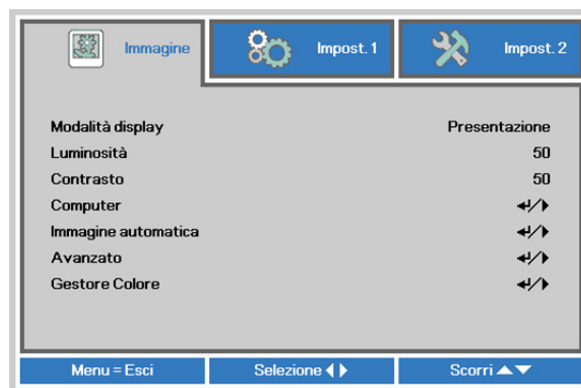 Immagine Impost. 1 Impost. 2
Modalità display Presentazione
Luminosità 50
Contrasto 50
Computer ↵/▶
Immagine automatica ↵/▶
Avanzato ↵/▶
Gestore Colore ↵/▶
Menu = Esci Selezione ◀▶ Scorri ▲▼